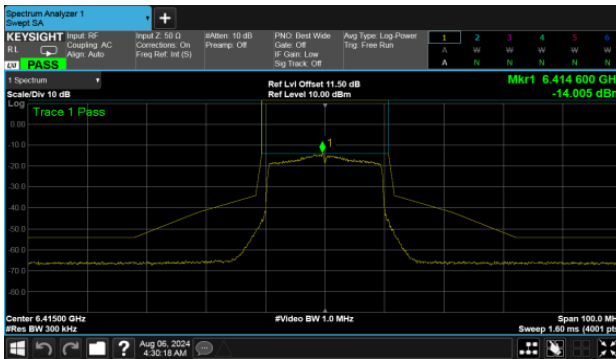 Spectrum Analyzer 1
Swept SA
+
KEYSIGHT
RL
LXI
PASS
Input: RF
Coupling: AC
Align: Auto
Input Z: 50 Ω
Corrections: On
Freq Ref: Int (S)
#Atten: 10 dB
Preamp: Off
PNO: Best Wide
Gate: Off
IF Gain: Low
Sig Track: Off
Avg Type: Log-Power
Trig: Free Run
1 2 3 4 5 6
A W W W W W
A N N N N N
1 Spectrum
Scale/Div 10 dB
Ref Lvl Offset 11.50 dB
Ref Level 10.00 dBm
Mkr1 6.414 600 GH
-14.005 dBr
Log
Trace 1 Pass
1
0.00
-10.0
-20.0
-30.0
-40.0
-50.0
-60.0
-70.0
-80.0
Center 6.41500 GHz
#Res BW 300 kHz
#Video BW 1.0 MHz
Span 100.0 MH
Sweep 1.60 ms (4001 pt
?
Aug 06, 2024
4:30:18 AM